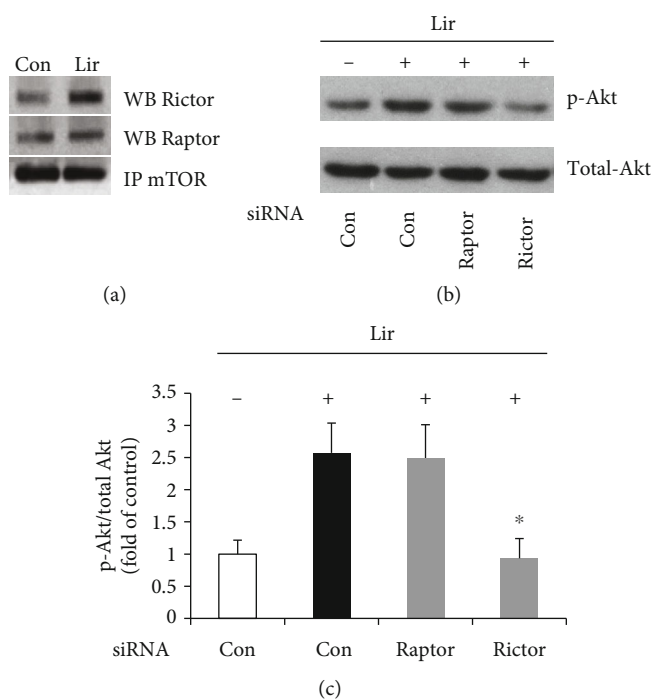 Con Lir
WB Rictor
WB Raptor
IP mTOR
(a)
Lir
– + + +
p-Akt
Total-Akt
siRNA Con Con Raptor Rictor
(b)
Lir
– + + +
p-Akt/total Akt
(fold of control)
3.5
3
2.5
2
1.5
1
0.5
0
*
siRNA Con Con Raptor Rictor
(c)